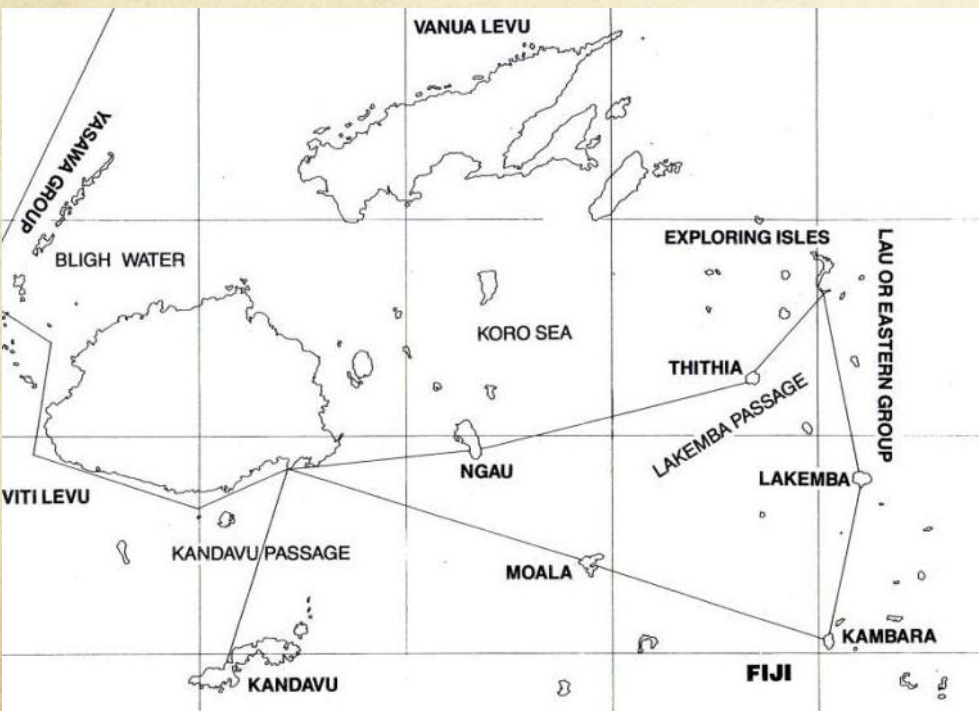 VANUA LEVU
YASAWA GROUP
BLIGH WATER
EXPLORING ISLES
LAU OR EASTERN GROUP
KORO SEA
THITHIA
LAKEMBA PASSAGE
NGAU
LAKEMBA
VITI LEVU
KANDAVU PASSAGE
MOALA
KAMBARA
FIJI
KANDAVU